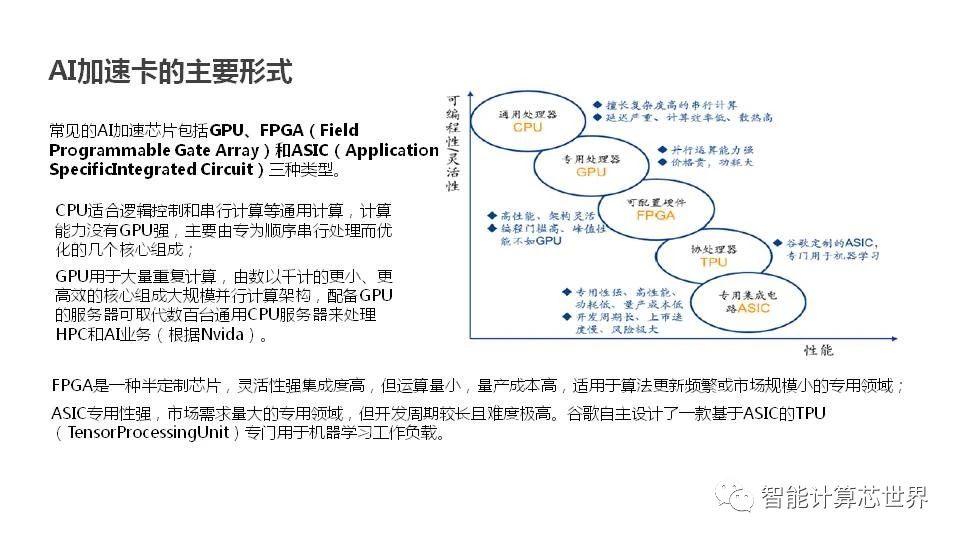 AI加速卡的主要形式
常见的AI加速芯片包括GPU、FPGA（Field
Programmable Gate Array）和ASIC（Application
SpecificIntegrated Circuit）三种类型。
CPU适合逻辑控制和串行计算等通用计算，计算
能力没有GPU强，主要由专为顺序串行处理而优
化的几个核心组成；
GPU用于大量重复计算，由数以千计的更小、更
高效的核心组成大规模并行计算架构，配备GPU
的服务器可取代数百台通用CPU服务器来处理
HPC和AI业务（根据Nvida）。
可编程性/灵活性
通用处理器
CPU
◆ 擅长复杂度高的串行计算
◆ 延迟严重、计算效率低、散热高
专用处理器
GPU
◆ 并行运算能力强
◆ 价格贵，功耗大
可配置硬件
FPGA
◆ 高性能、架构灵活
◆ 编程门槛高、峰值性
能不如GPU
协处理器
TPU
◆ 谷歌定制的ASIC，
专门用于机器学习
专用集成电
路ASIC
◆ 专用性强、高性能、
功耗低、量产成本低
◆ 开发周期长、上市速
度慢、风险极大
性能
FPGA是一种半定制芯片，灵活性强集成度高，但运算量小，量产成本高，适用于算法更新频繁或市场规模小的专用领域；
ASIC专用性强，市场需求量大的专用领域，但开发周期较长且难度极高。谷歌自主设计了一款基于ASIC的TPU
（TensorProcessingUnit）专门用于机器学习工作负载。
智能计算芯世界